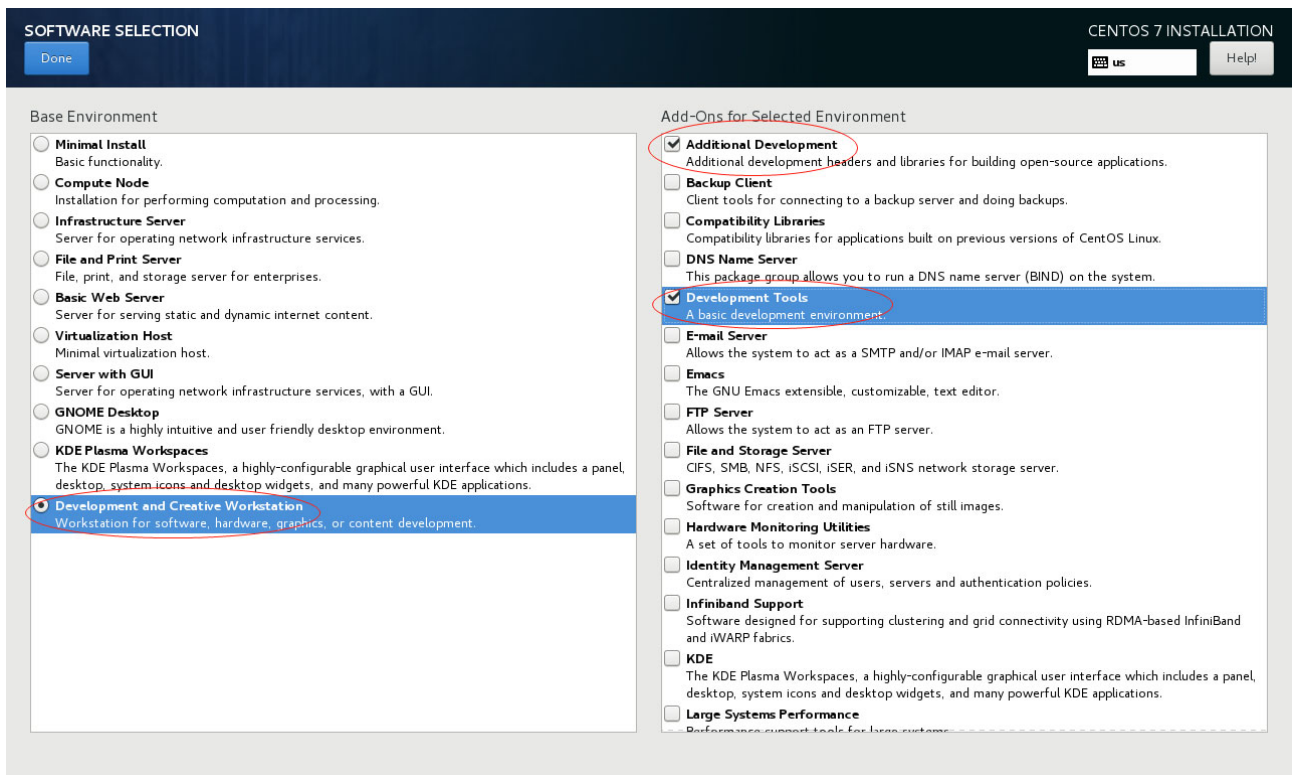 SOFTWARE SELECTION
CENTOS 7 INSTALLATION
Done
us
Help!
Base Environment
Minimal Install
Basic functionality.
Compute Node
Installation for performing computation and processing.
Infrastructure Server
Server for operating network infrastructure services.
File and Print Server
File, print, and storage server for enterprises.
Basic Web Server
Server for serving static and dynamic internet content.
Virtualization Host
Minimal virtualization host.
Server with GUI
Server for operating network infrastructure services, with a GUI.
GNOME Desktop
GNOME is a highly intuitive and user friendly desktop environment.
KDE Plasma Workspaces
The KDE Plasma Workspaces, a highly-configurable graphical user interface which includes a panel,
desktop, system icons and desktop widgets, and many powerful KDE applications.
Development and Creative Workstation
Workstation for software, hardware, graphics, or content development.
Add-Ons for Selected Environment
Additional Development
Additional development headers and libraries for building open-source applications.
Backup Client
Client tools for connecting to a backup server and doing backups.
Compatibility Libraries
Compatibility libraries for applications built on previous versions of CentOS Linux.
DNS Name Server
This package group allows you to run a DNS name server (BIND) on the system.
Development Tools
A basic development environment.
E-mail Server
Allows the system to act as a SMTP and/or IMAP e-mail server.
Emacs
The GNU Emacs extensible, customizable, text editor.
FTP Server
Allows the system to act as an FTP server.
File and Storage Server
CIFS, SMB, NFS, iSCSI, iSER, and iSNS network storage server.
Graphics Creation Tools
Software for creation and manipulation of still images.
Hardware Monitoring Utilities
A set of tools to monitor server hardware.
Identity Management Server
Centralized management of users, servers and authentication policies.
Infiniband Support
Software designed for supporting clustering and grid connectivity using RDMA-based InfiniBand
and iWARP fabrics.
KDE
The KDE Plasma Workspaces, a highly-configurable graphical user interface which includes a panel,
desktop, system icons and desktop widgets, and many powerful KDE applications.
Large Systems Performance
Performance support tools for large systems.